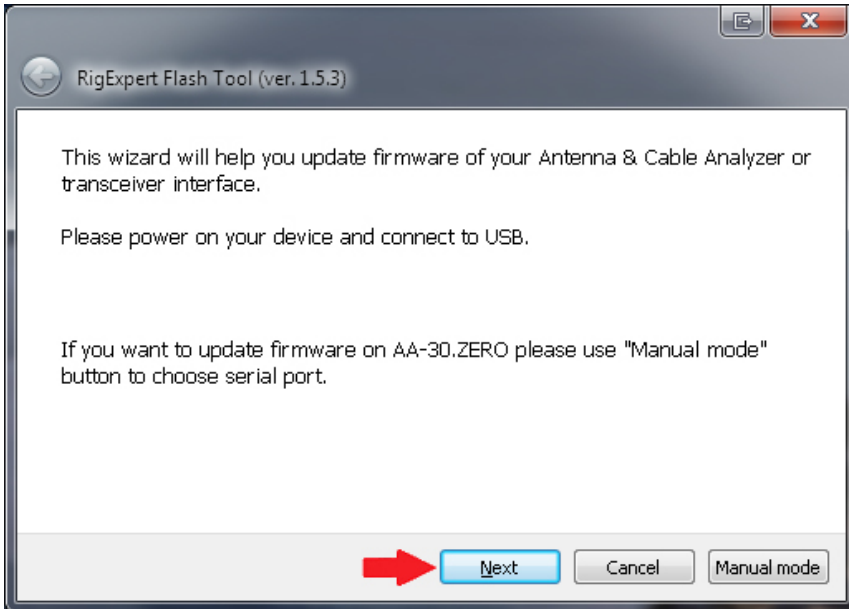 RigExpert Flash Tool (ver. 1.5.3)
This wizard will help you update firmware of your Antenna & Cable Analyzer or
transceiver interface.
Please power on your device and connect to USB.
If you want to update firmware on AA-30.ZERO please use "Manual mode"
button to choose serial port.
Next
Cancel
Manual mode